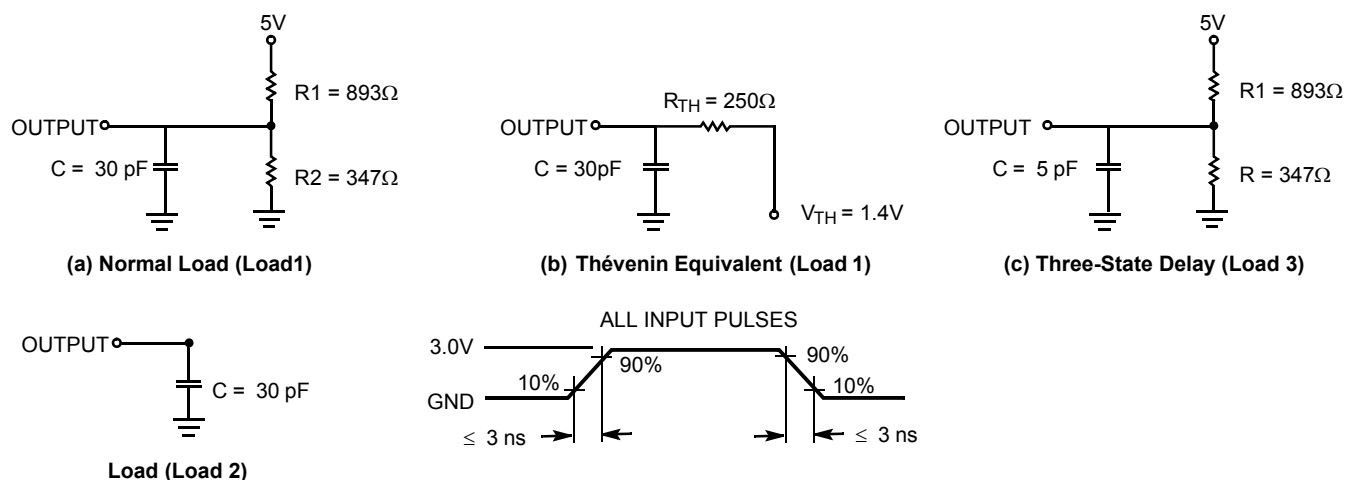 5V
R1 = 893Ω
OUTPUT
C = 30 pF
R2 = 347Ω
(a) Normal Load (Load1)
RTH = 250Ω
OUTPUT
C = 30pF
VTH = 1.4V
(b) Thévenin Equivalent (Load 1)
5V
R1 = 893Ω
OUTPUT
C = 5 pF
R = 347Ω
(c) Three-State Delay (Load 3)
OUTPUT
C = 30 pF
Load (Load 2)
ALL INPUT PULSES
3.0V
90%
90%
10%
10%
GND
≤ 3 ns
≤ 3 ns